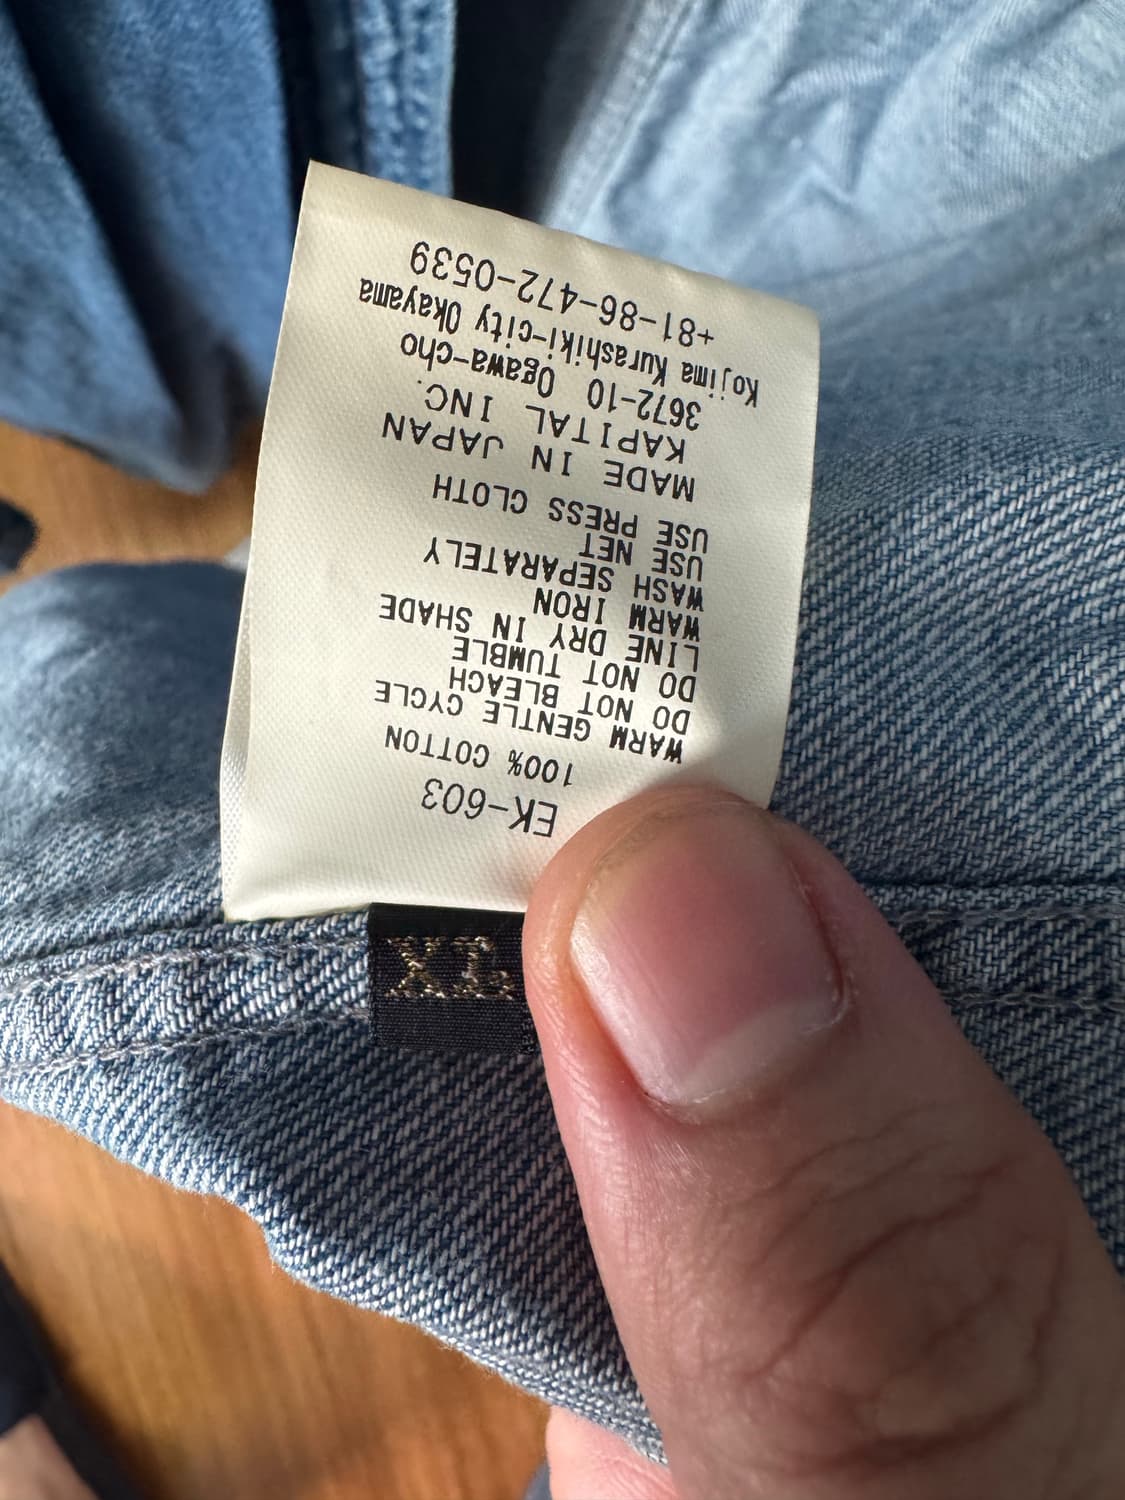 EK-603
100% COTTON
WARM GENTLE CYCLE
DO NOT BLEACH
DO NOT TUMBLE
LINE DRY IN SHADE
WARM IRON
WASH SEPARATELY
USE NET
USE PRESS CLOTH
MADE IN JAPAN
KAPITAL INC.
3672-10 Ogawa-cho
Kojima Kurashiki-city Okayama
+81-86-472-0539
XL